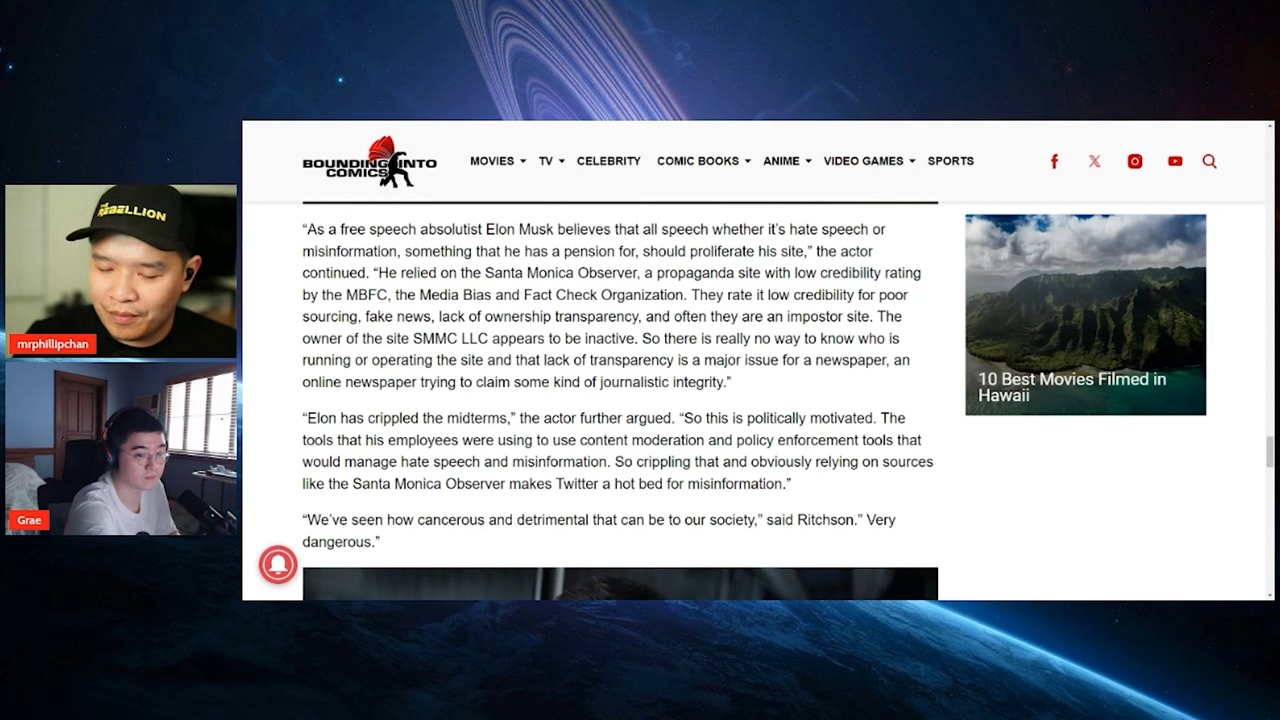 THE
REBELLION
mrphillipchan
Grae
BOUNDING INTO
COMICS
MOVIES TV CELEBRITY COMIC BOOKS ANIME VIDEO GAMES SPORTS
“As a free speech absolutist Elon Musk believes that all speech whether it’s hate speech or
misinformation, something that he has a pension for, should proliferate his site,” the actor
continued. “He relied on the Santa Monica Observer, a propaganda site with low credibility rating
by the MBFC, the Media Bias and Fact Check Organization. They rate it low credibility for poor
sourcing, fake news, lack of ownership transparency, and often they are an impostor site. The
owner of the site SMMC LLC appears to be inactive. So there is really no way to know who is
running or operating the site and that lack of transparency is a major issue for a newspaper, an
online newspaper trying to claim some kind of journalistic integrity.”
“Elon has crippled the midterms,” the actor further argued. “So this is politically motivated. The
tools that his employees were using to use content moderation and policy enforcement tools that
would manage hate speech and misinformation. So crippling that and obviously relying on sources
like the Santa Monica Observer makes Twitter a hot bed for misinformation.”
“We’ve seen how cancerous and detrimental that can be to our society,” said Ritchson.” Very
dangerous.”
10 Best Movies Filmed in
Hawaii